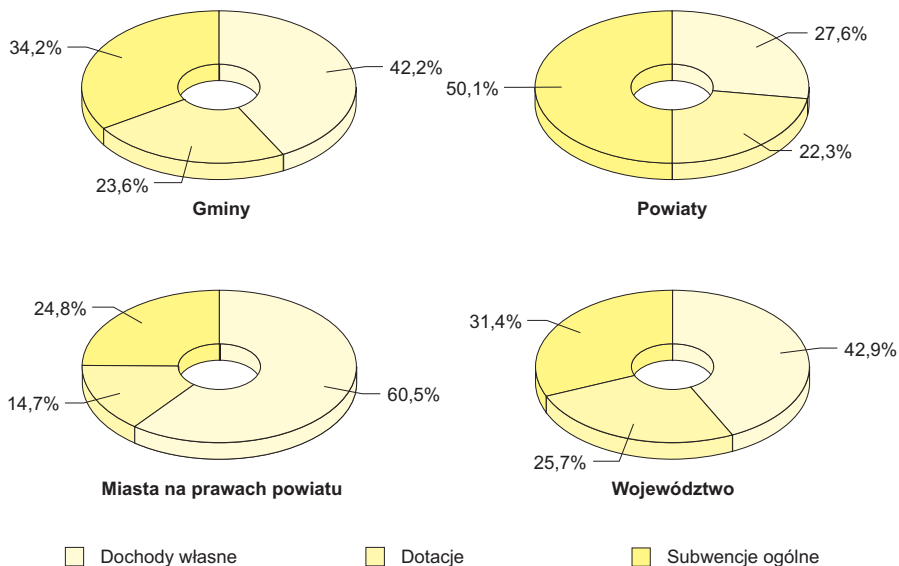 34,2%
42,2%
23,6%
Gminy
27,6%
50,1%
22,3%
Powiaty
24,8%
14,7%
60,5%
Miasta na prawach powiatu
31,4%
42,9%
25,7%
Województwo
Dochody własne
Dotacje
Subwencje ogólne